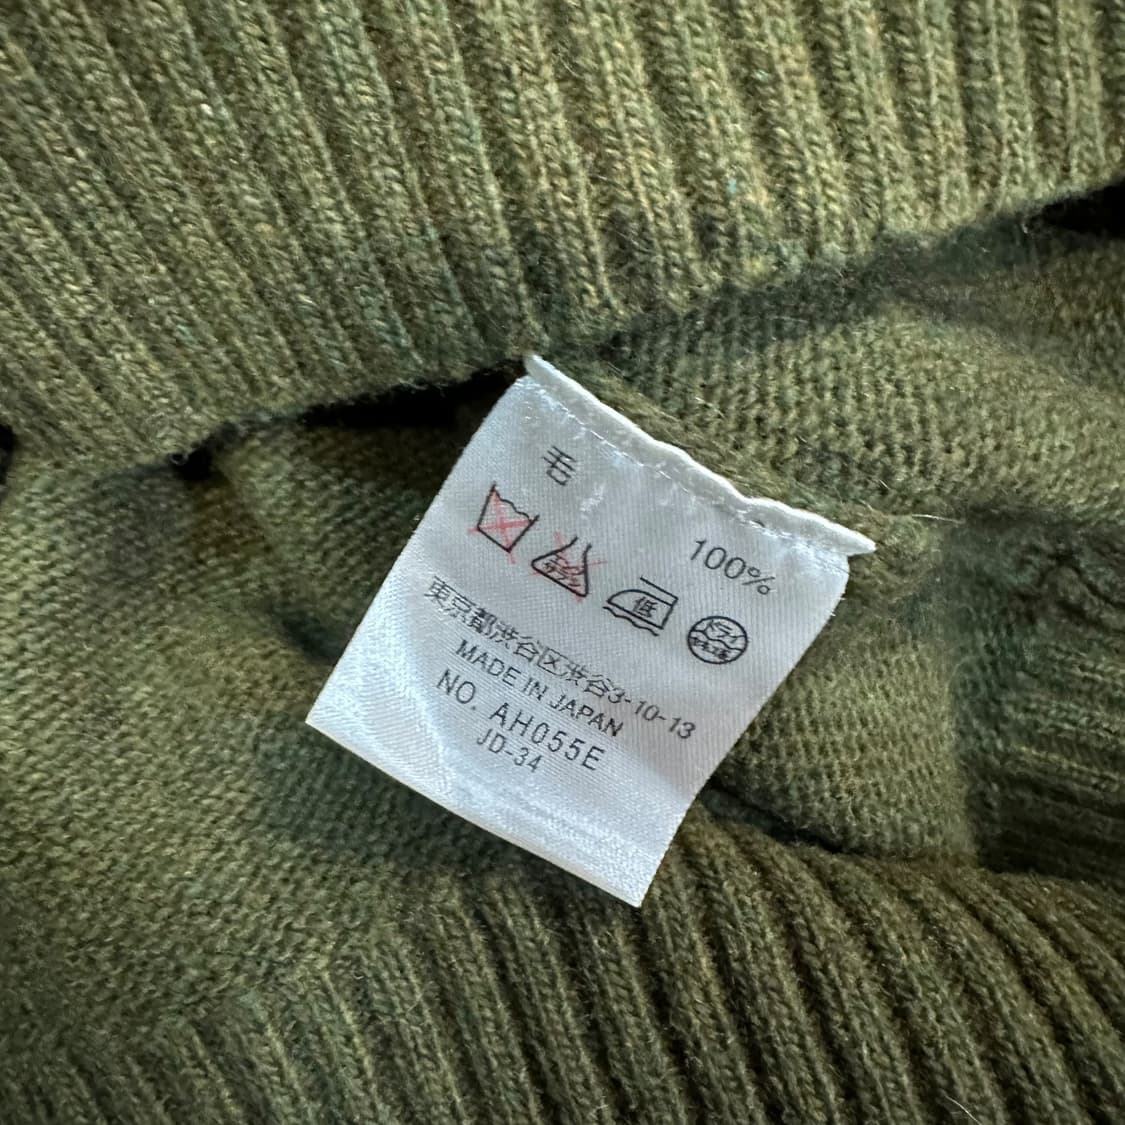 毛
100%
低
ドライ
東京都渋谷区渋谷3-10-13
MADE IN JAPAN
NO. AH055E
JD-34